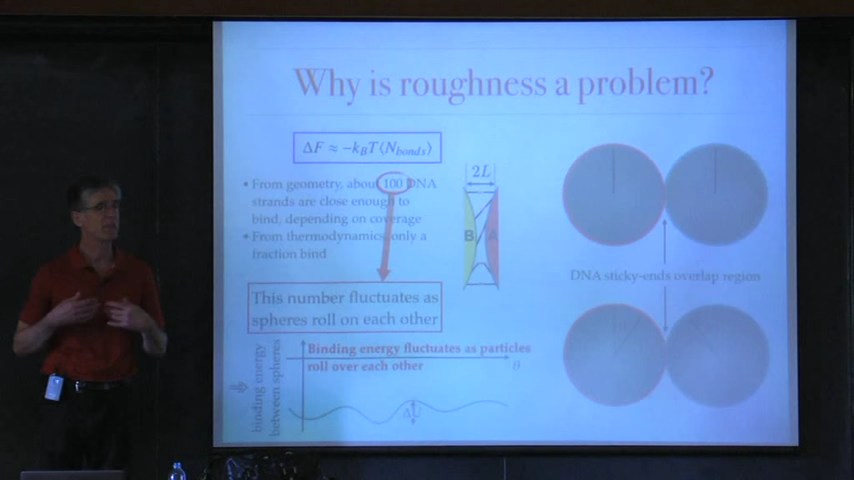 Why is roughness a problem?
ΔF ≈ −k_BT⟨N_bonds⟩
• From geometry, about 100 DNA
strands are close enough to
bind, depending on coverage
• From thermodynamics, only a
fraction bind
2L
B A
This number fluctuates as
spheres roll on each other
DNA sticky-ends overlap region
binding energy
between spheres
Binding energy fluctuates as particles
roll over each other
θ
ΔU